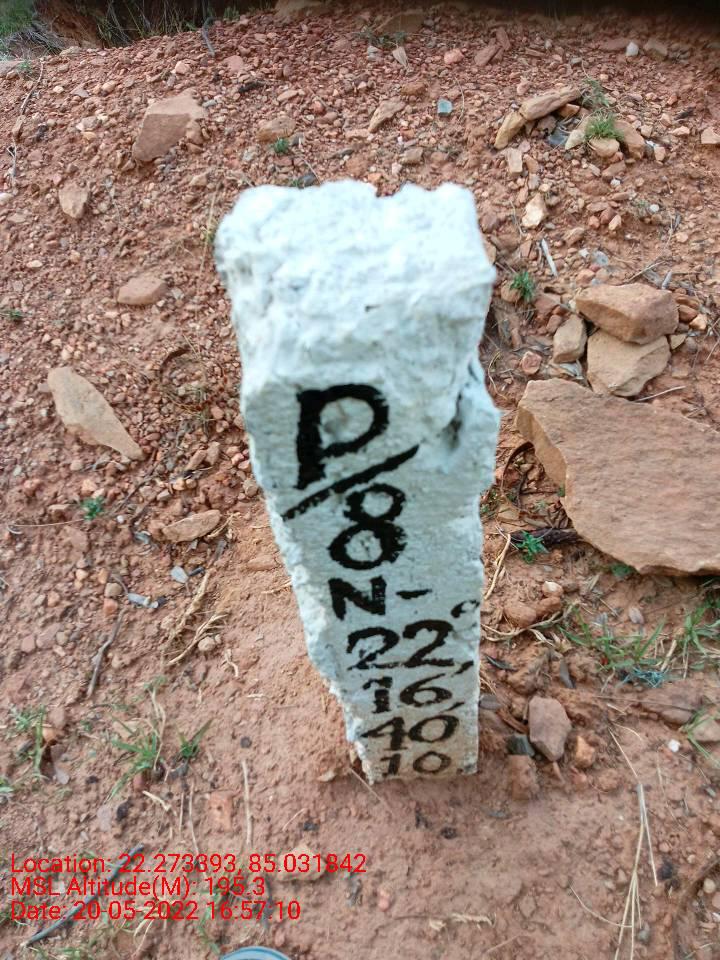 D/8
N-
22°
16,
40
10
Location: 22.273393, 85.031842
MSL Altitude(M): 195.3
Date: 20-05-2022 16:57:10